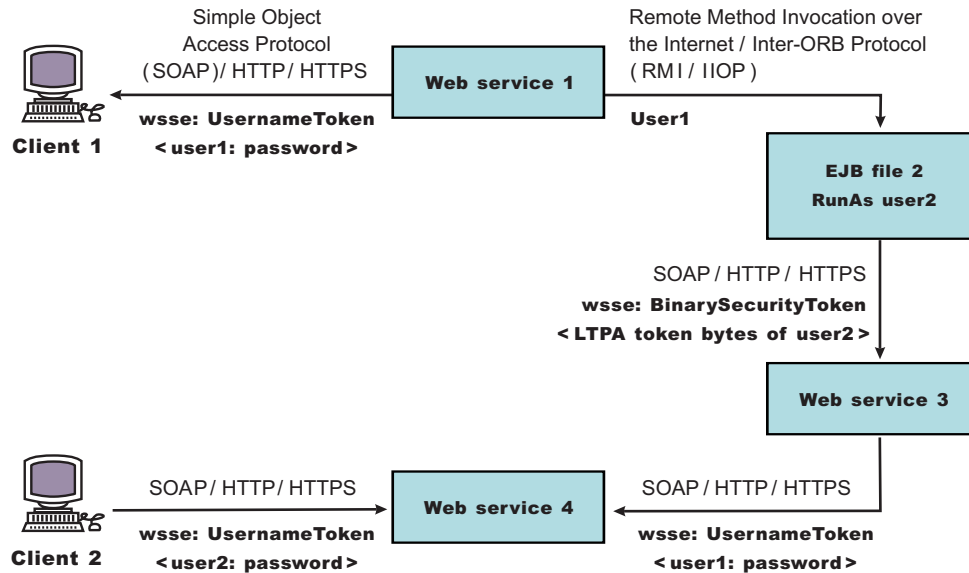 Simple Object
Access Protocol
(SOAP)/ HTTP/ HTTPS
Remote Method Invocation over
the Internet / Inter-ORB Protocol
(RMI / IIOP)
Web service 1
wsse: UsernameToken
<user1: password>
User1
Client 1
EJB file 2
RunAs user2
SOAP/ HTTP/ HTTPS
wsse: BinarySecurityToken
<LTPA token bytes of user2>
Web service 3
SOAP/ HTTP/ HTTPS
Web service 4
SOAP/ HTTP/ HTTPS
wsse: UsernameToken
<user2: password>
wsse: UsernameToken
<user1: password>
Client 2